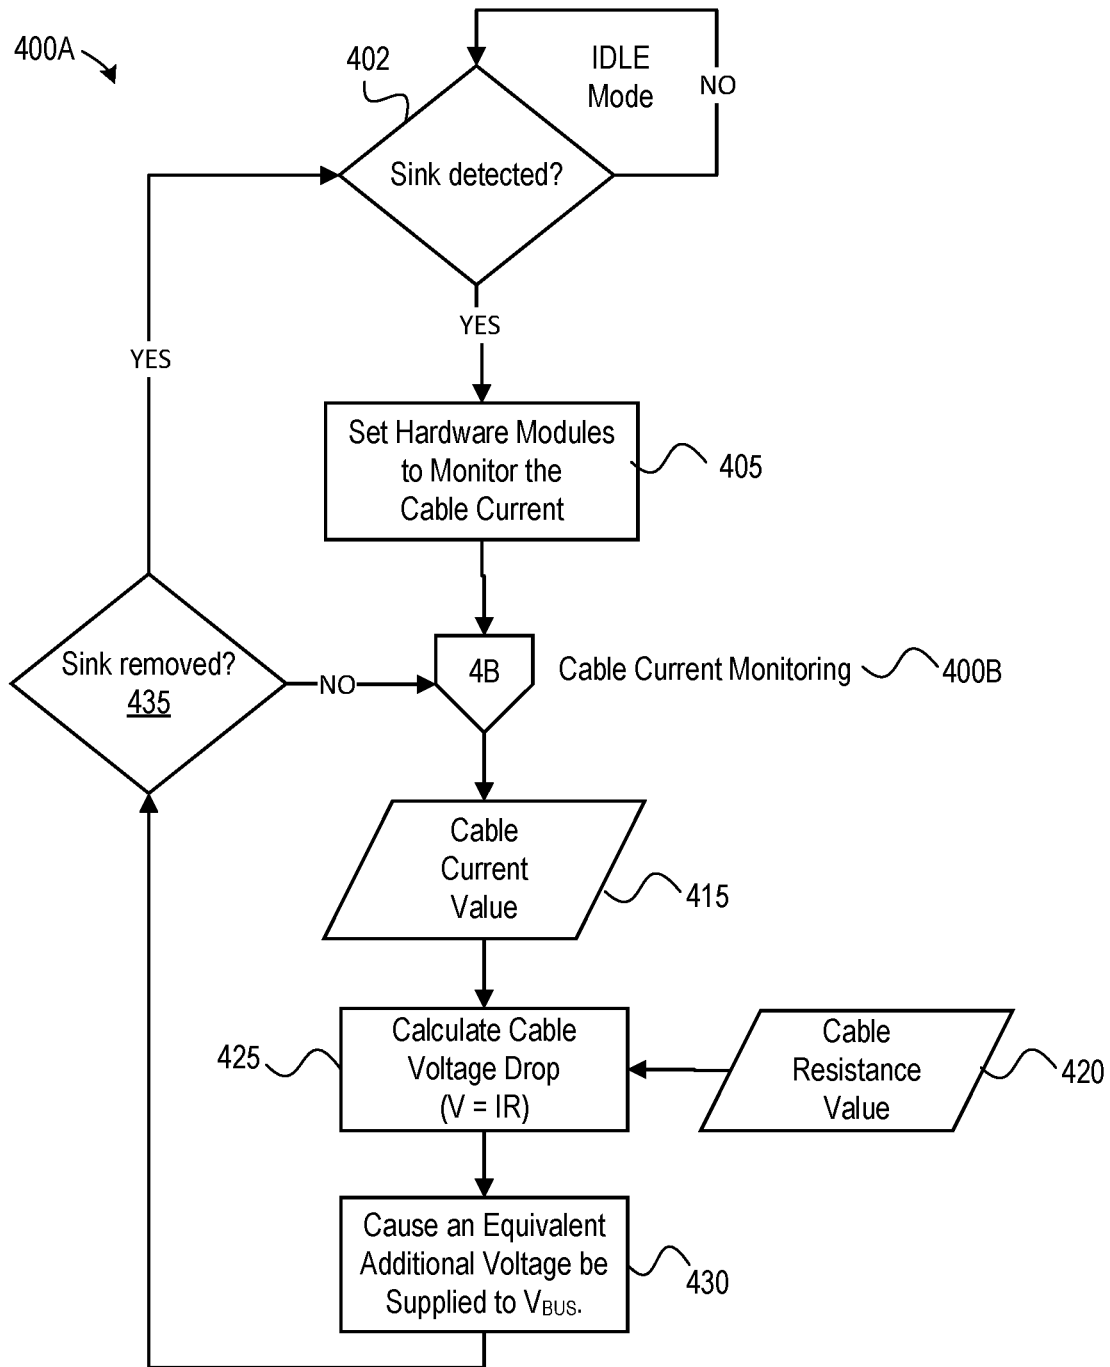 400A
402
IDLE
Mode
NO
Sink detected?
YES
YES
Set Hardware Modules
to Monitor the
Cable Current
405
Sink removed?
435
NO
4B
Cable Current Monitoring
400B
Cable
Current
Value
415
425
Calculate Cable
Voltage Drop
(V = IR)
Cable
Resistance
Value
420
Cause an Equivalent
Additional Voltage be
Supplied to VBUS.
430